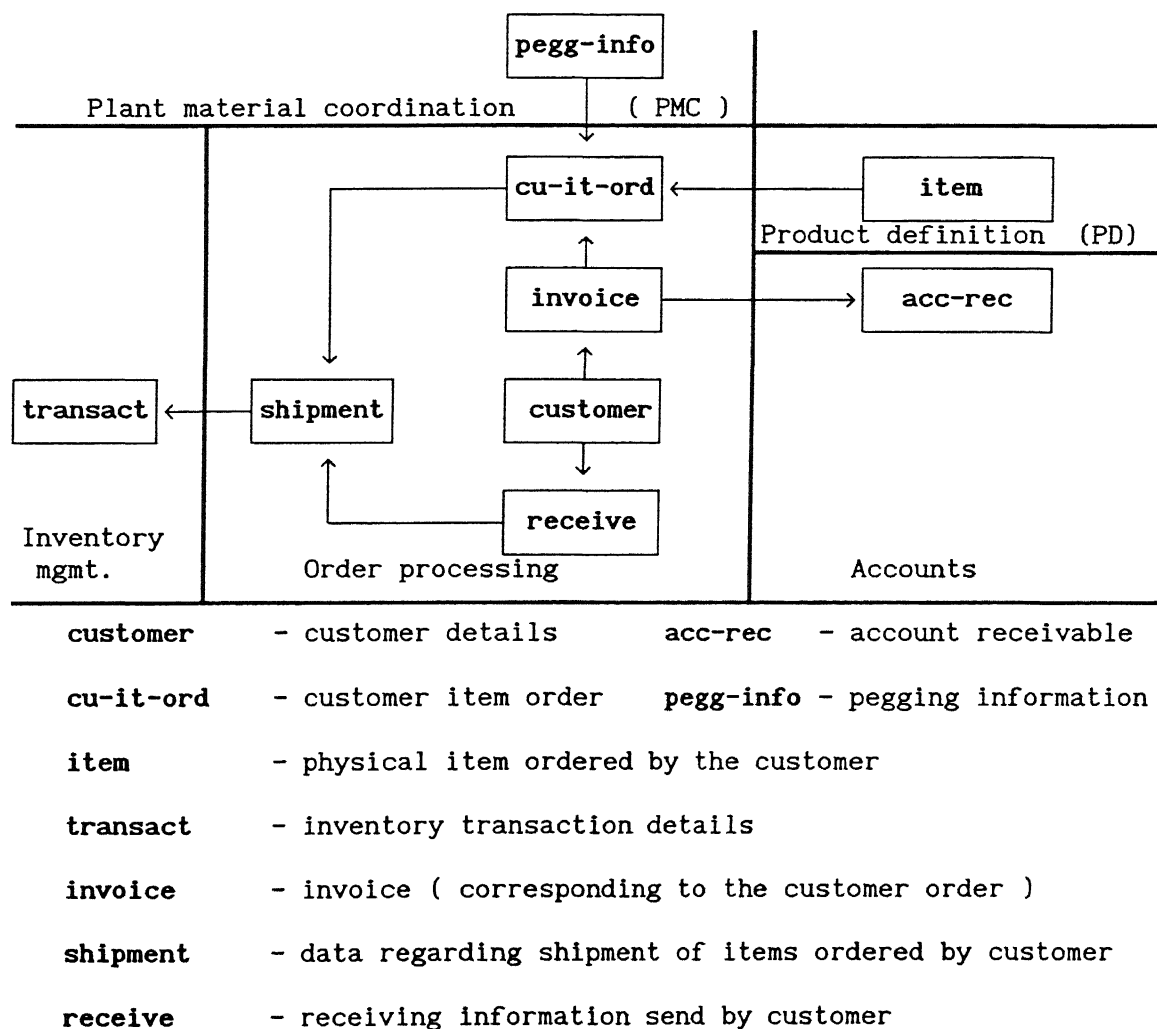 pegg-info
Plant material coordination ( PMC )
cu-it-ord
item
Product definition (PD)
invoice
acc-rec
transact
shipment
customer
receive
Inventory
mgmt.
Order processing
Accounts
customer - customer details acc-rec - account receivable
cu-it-ord - customer item order pegg-info - pegging information
item - physical item ordered by the customer
transact - inventory transaction details
invoice - invoice ( corresponding to the customer order )
shipment - data regarding shipment of items ordered by customer
receive - receiving information send by customer